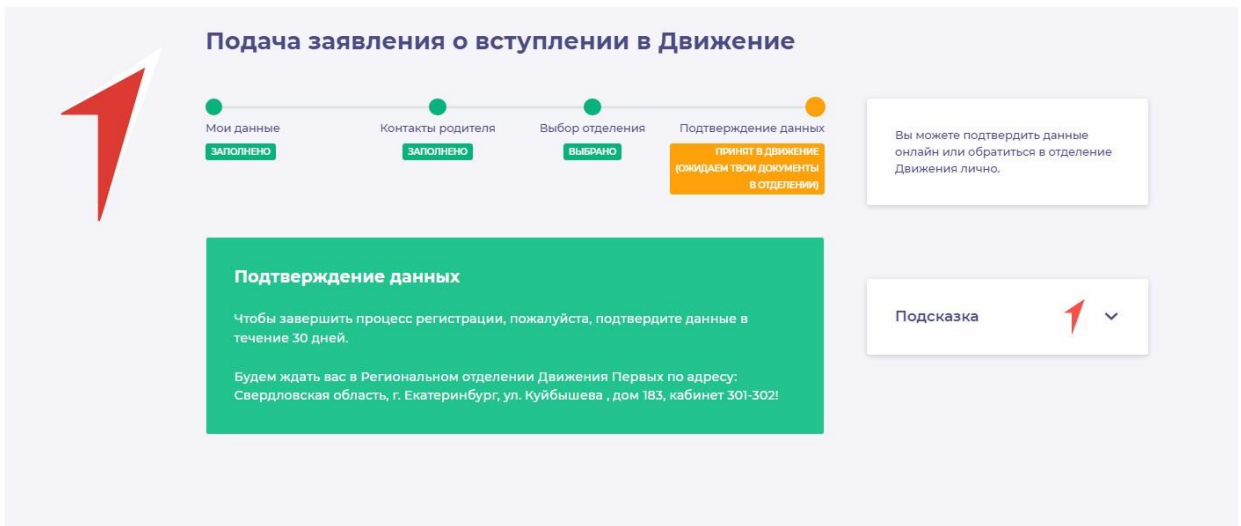 Подача заявления о вступлении в Движение
Мои данные
ЗАПОЛНЕНО
Контакты родителя
ЗАПОЛНЕНО
Выбор отделения
ВЫБРАНО
Подтверждение данных
ПРИНЯТ В ДВИЖЕНИЕ
(ОЖИДАЕМ ТВОИ ДОКУМЕНТЫ
В ОТДЕЛЕНИИ)
Вы можете подтвердить данные
онлайн или обратиться в отделение
Движения лично.
Подтверждение данных
Чтобы завершить процесс регистрации, пожалуйста, подтвердите данные в
течение 30 дней.
Будем ждать вас в Региональном отделении Движения Первых по адресу:
Свердловская область, г. Екатеринбург, ул. Куйбышева , дом 183, кабинет 301-302!
Подсказка